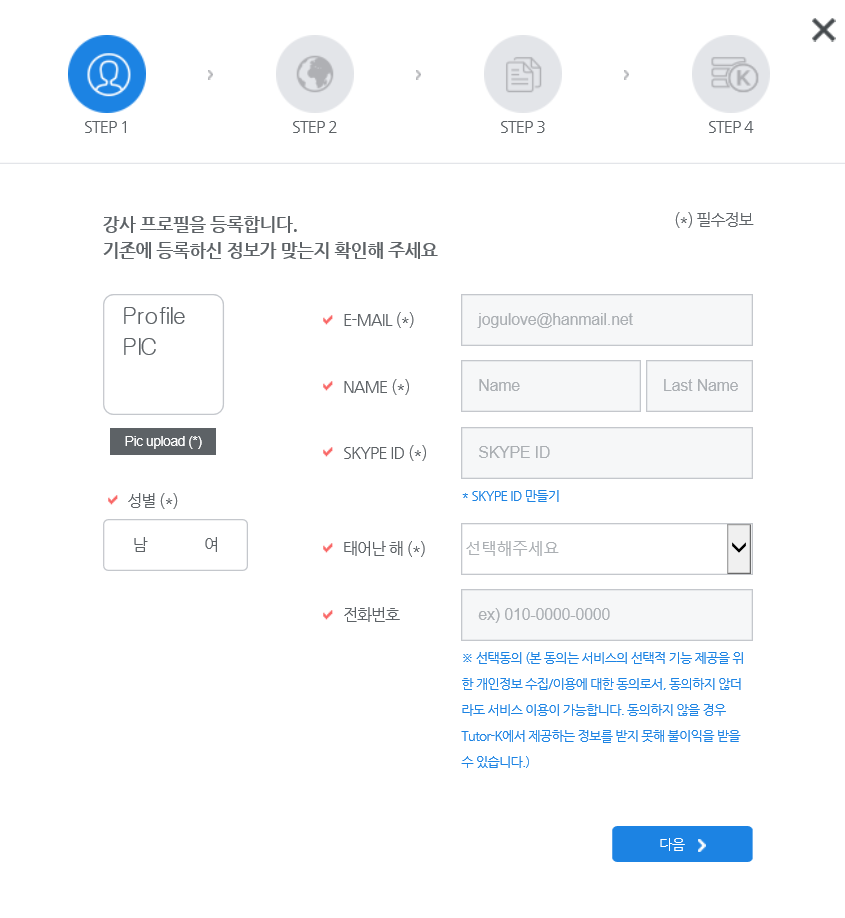 STEP 1
STEP 2
STEP 3
K
STEP 4
강사 프로필을 등록합니다.
(*) 필수정보
기존에 등록하신 정보가 맞는지 확인해 주세요
Profile
PIC
Pic upload (*)
성별 (*)
남 여
E-MAIL (*)
jogulove@hanmail.net
NAME (*)
Name
Last Name
SKYPE ID (*)
SKYPE ID
* SKYPE ID 만들기
태어난 해 (*)
선택해주세요
전화번호
ex) 010-0000-0000
※ 선택동의 (본 동의는 서비스의 선택적 기능 제공을 위
한 개인정보 수집/이용에 대한 동의로서, 동의하지 않더
라도 서비스 이용이 가능합니다. 동의하지 않을 경우
Tutor-K에서 제공하는 정보를 받지 못해 불이익을 받을
수 있습니다.)
다음